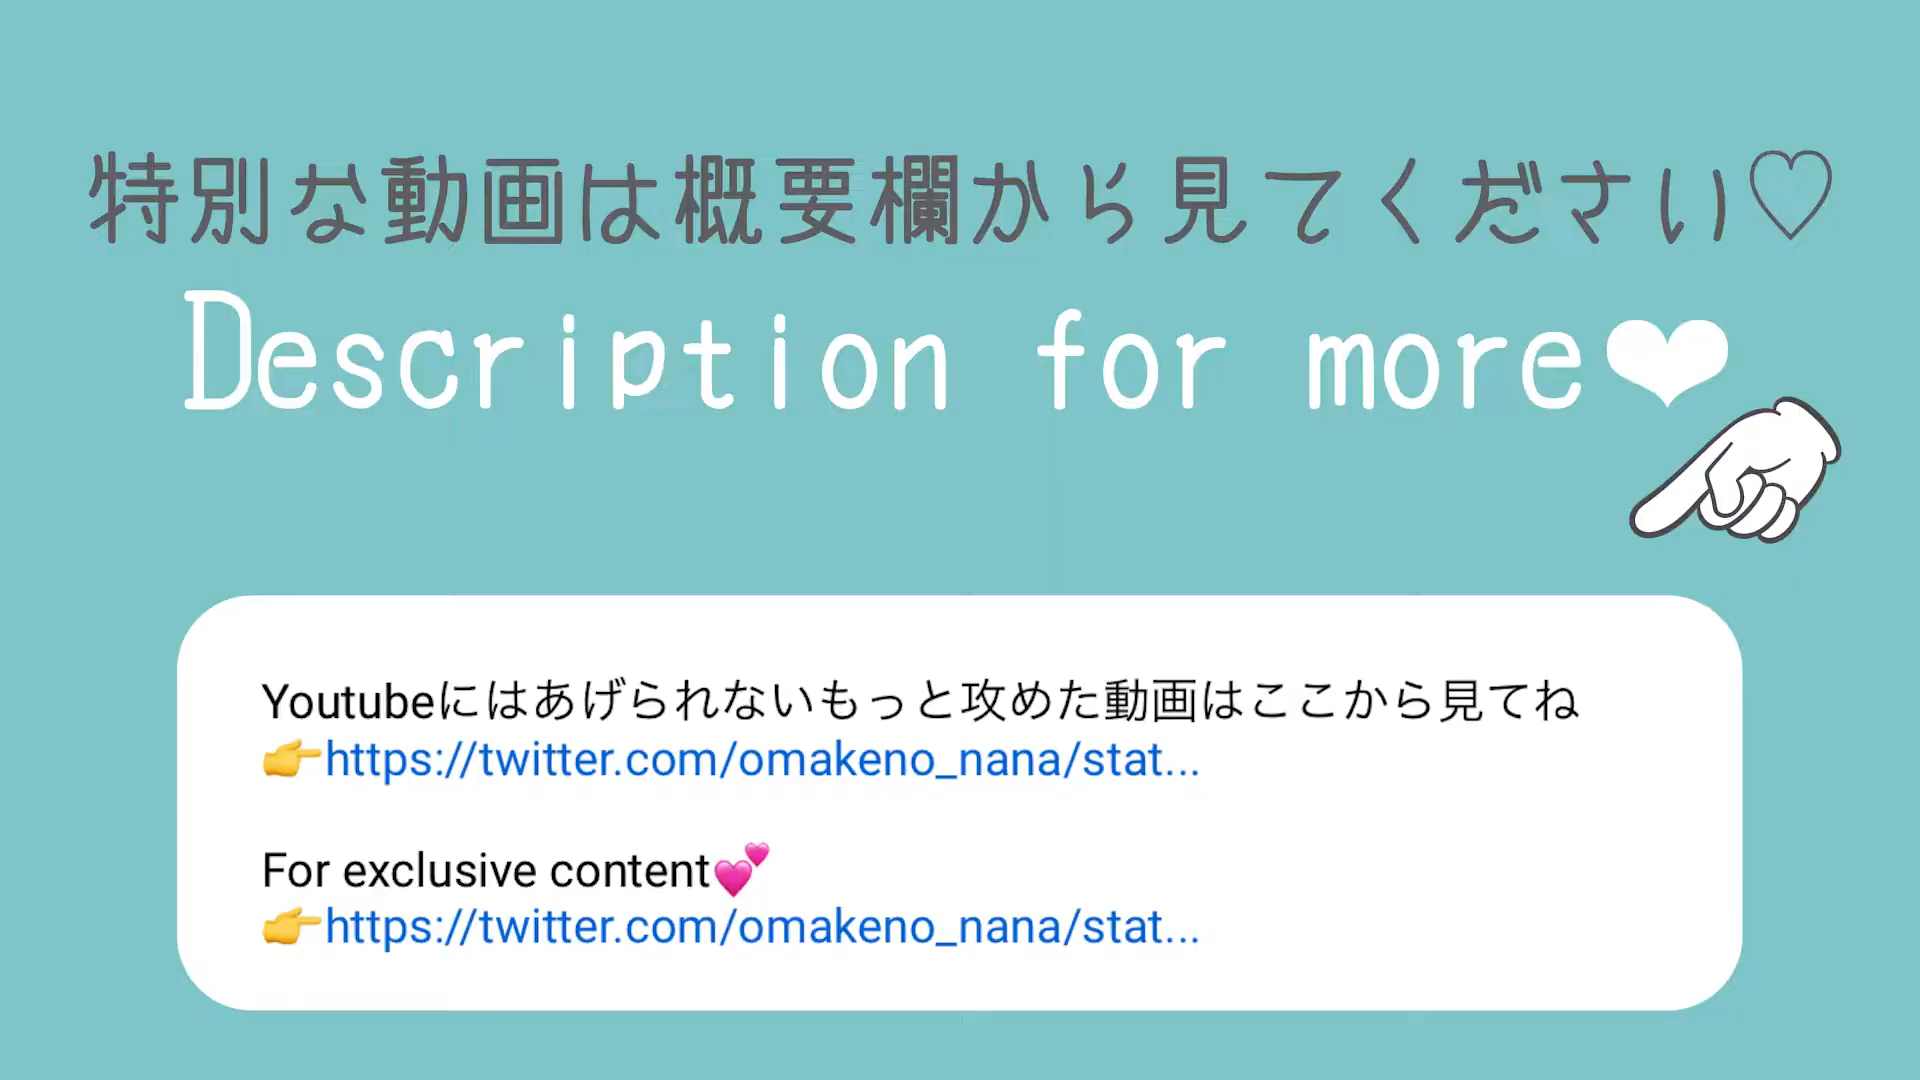 特別な動画は概要欄から見てください♡
Description for more❤
Youtubeにはあげられないもっと攻めた動画はここから見てね
👉https://twitter.com/omakeno_nana/stat...
For exclusive content💕
👉https://twitter.com/omakeno_nana/stat...